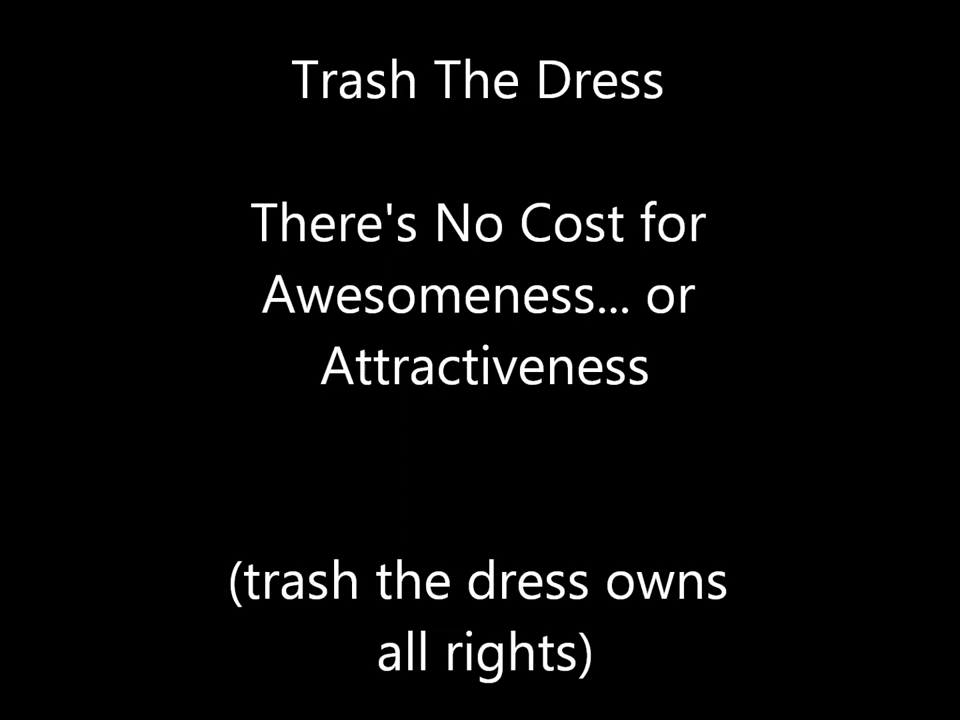 Trash The Dress
There's No Cost for
Awesomeness... or
Attractiveness
(trash the dress owns
all rights)